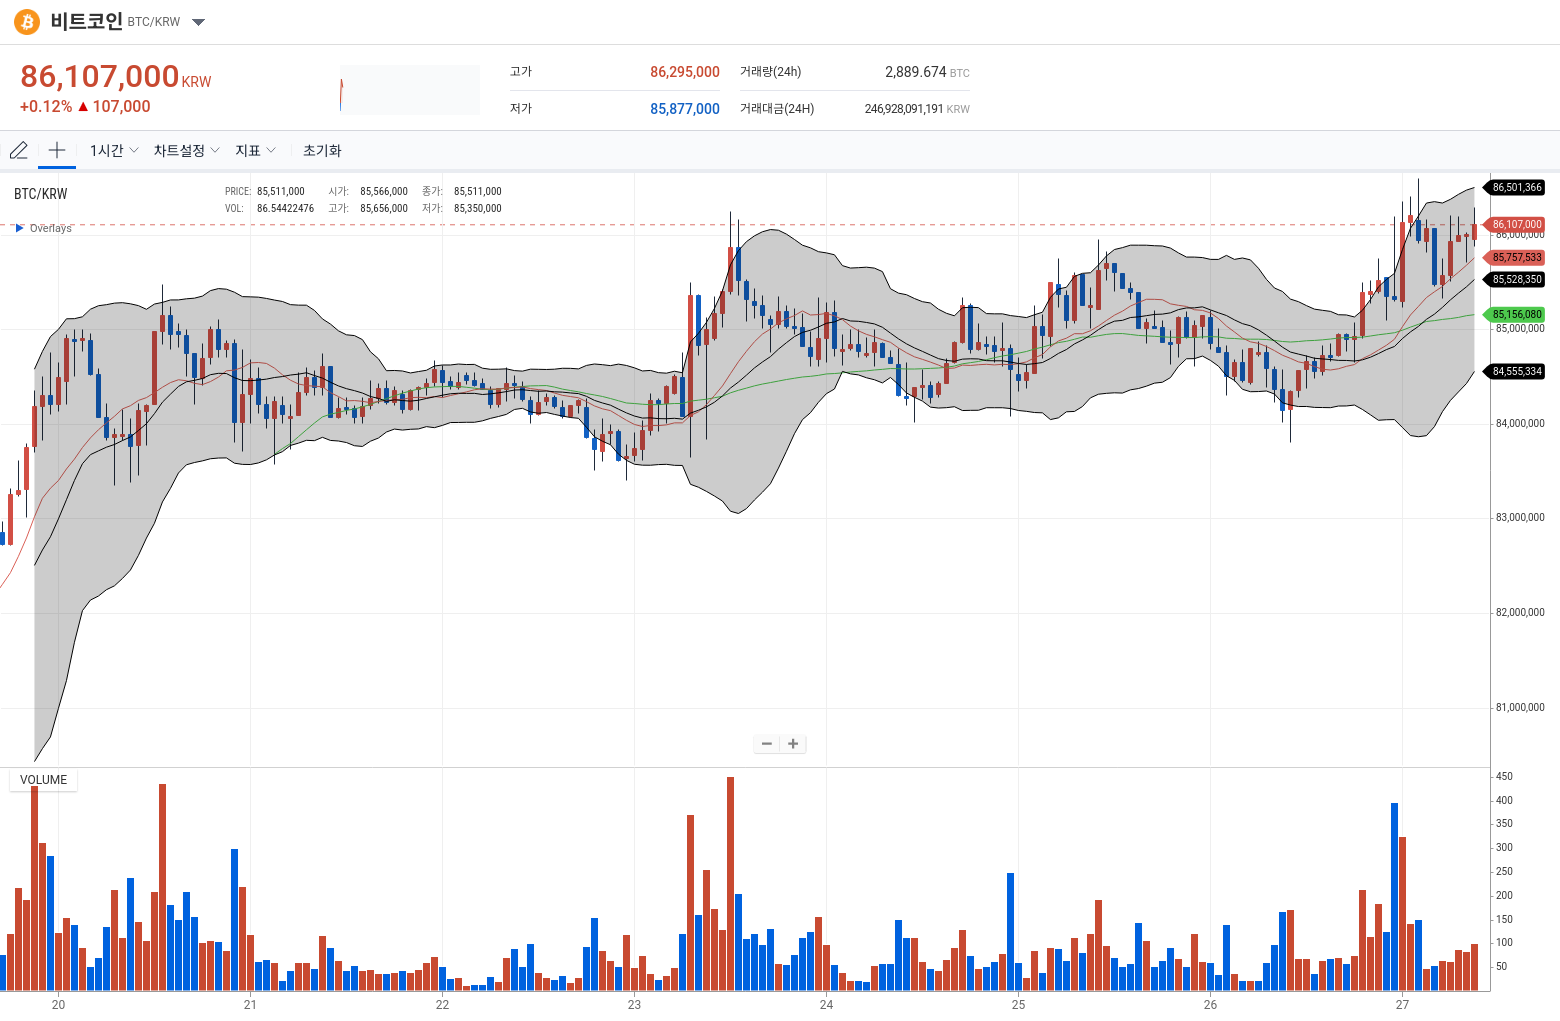 비트코인 BTC/KRW
86,107,000 KRW
+0.12% ▲ 107,000
고가 86,295,000 거래량(24h) 2,889.674 BTC
저가 85,877,000 거래대금(24H) 246,928,091,191 KRW
1시간 차트설정 지표 초기화
BTC/KRW
PRICE: 85,511,000 시가: 85,566,000 종가: 85,511,000
VOL: 86.54422476 고가: 85,656,000 저가: 85,350,000
Overlays
86,501,366
86,107,000
86,000,000
85,757,533
85,528,350
85,156,080
85,000,000
84,555,334
84,000,000
83,000,000
82,000,000
81,000,000
VOLUME
450
400
350
300
250
200
150
100
50
20 21 22 23 24 25 26 27